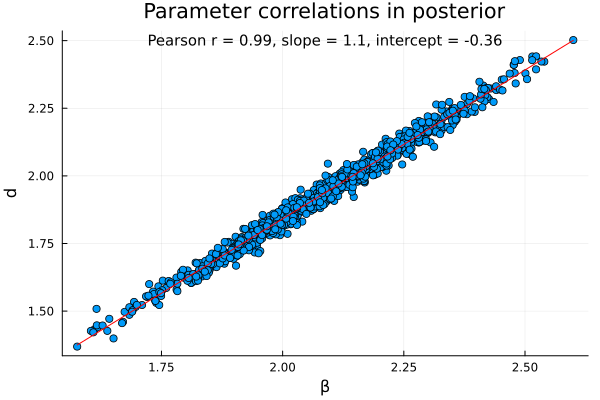 Parameter correlations in posterior
Pearson r = 0.99, slope = 1.1, intercept = -0.36
2.50
2.25
2.00
1.75
1.50
d
1.75
2.00
2.25
2.50
β